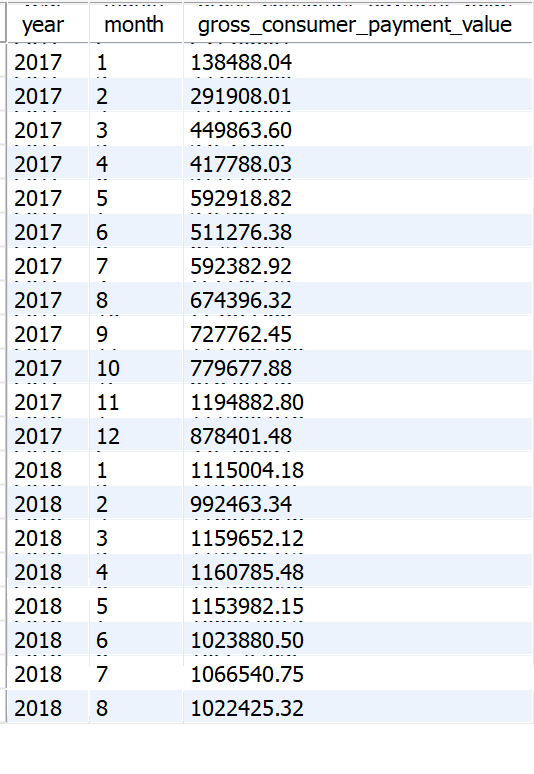 year month gross_consumer_payment_value
2017 1 138488.04
2017 2 291908.01
2017 3 449863.60
2017 4 417788.03
2017 5 592918.82
2017 6 511276.38
2017 7 592382.92
2017 8 674396.32
2017 9 727762.45
2017 10 779677.88
2017 11 1194882.80
2017 12 878401.48
2018 1 1115004.18
2018 2 992463.34
2018 3 1159652.12
2018 4 1160785.48
2018 5 1153982.15
2018 6 1023880.50
2018 7 1066540.75
2018 8 1022425.32